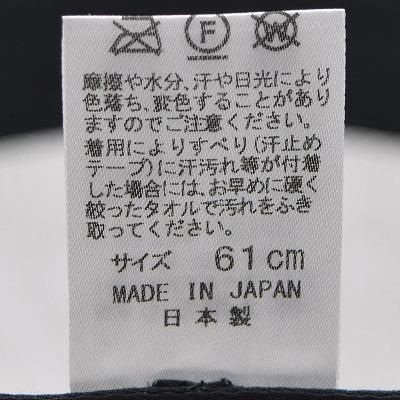 F W
摩擦や水分、汗や日光により
色落ち、変色することがあり
ますのでご注意ください。
着用によりすべり(汗止め
テープ)に汗汚れ等が付着
した場合には、お早めに硬く
絞ったタオルで汚れをふき
取ってください。
サイズ 61cm
MADE IN JAPAN
日本製